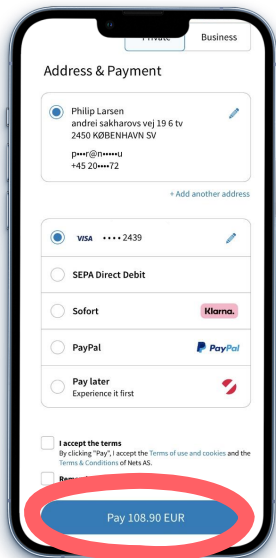 Private
Business
Address & Payment
Philip Larsen
andrei sakharovs vej 19 6 tv
2450 KØBENHAVN SV
p•••r@n•••••u
+45 20••••72
+ Add another address
VISA •••• 2439
SEPA Direct Debit
Sofort
Klarna.
PayPal
PayPal
Pay later
Experience it first
I accept the terms
By clicking "Pay", I accept the Terms of use and cookies and the
Terms & Conditions of Nets AS.
Pay 108.90 EUR